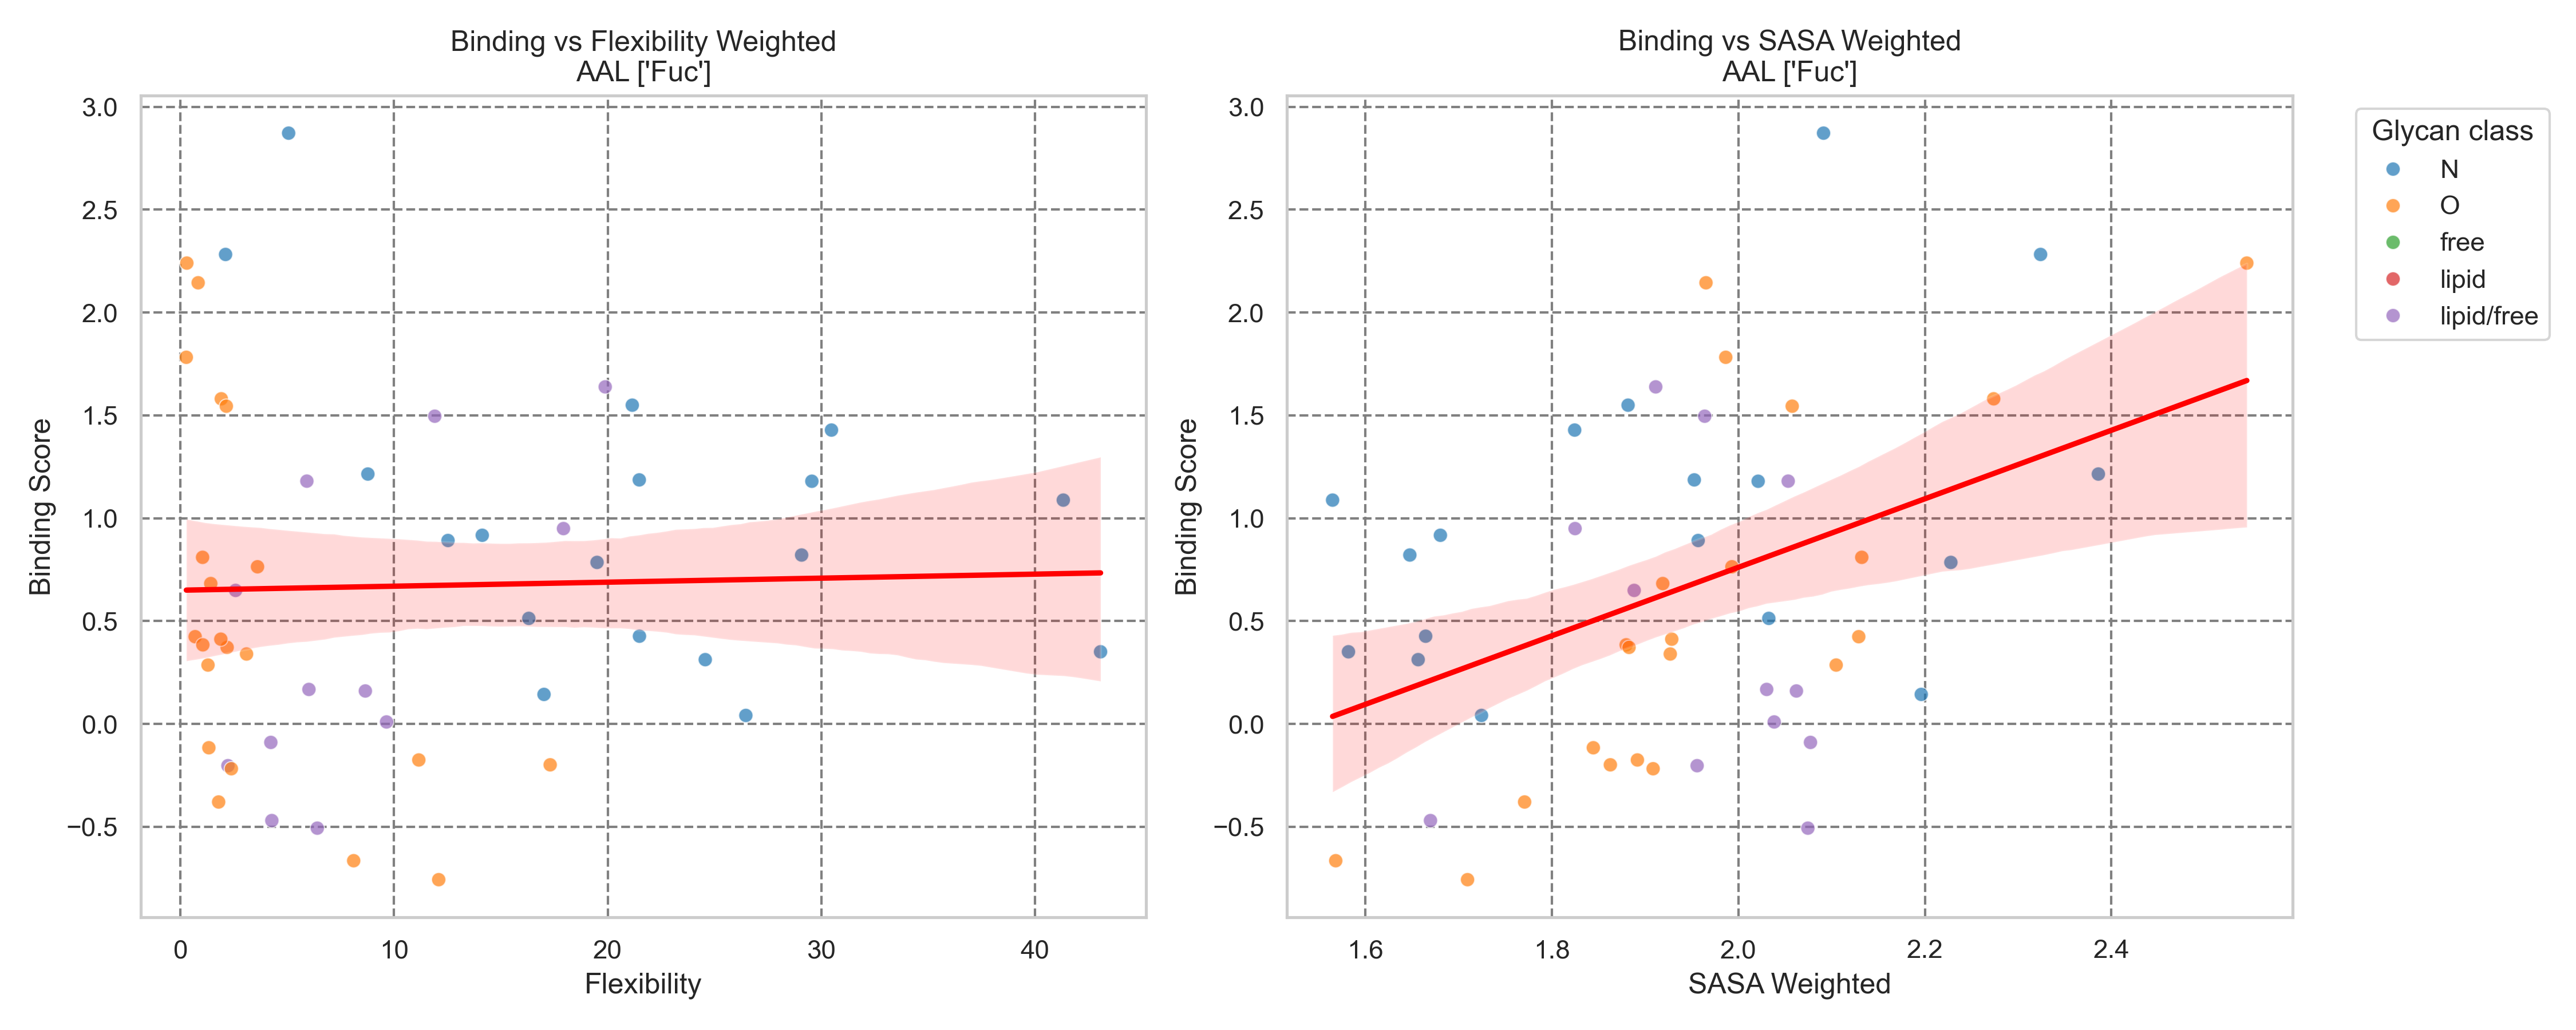 Binding vs Flexibility Weighted
AAL ['Fuc']
3.0
2.5
2.0
1.5
1.0
0.5
0.0
−0.5
Binding Score
0
10
20
30
40
Flexibility
Binding vs SASA Weighted
AAL ['Fuc']
3.0
2.5
2.0
1.5
1.0
0.5
0.0
−0.5
Binding Score
1.6
1.8
2.0
2.2
2.4
SASA Weighted
Glycan class
N
O
free
lipid
lipid/free